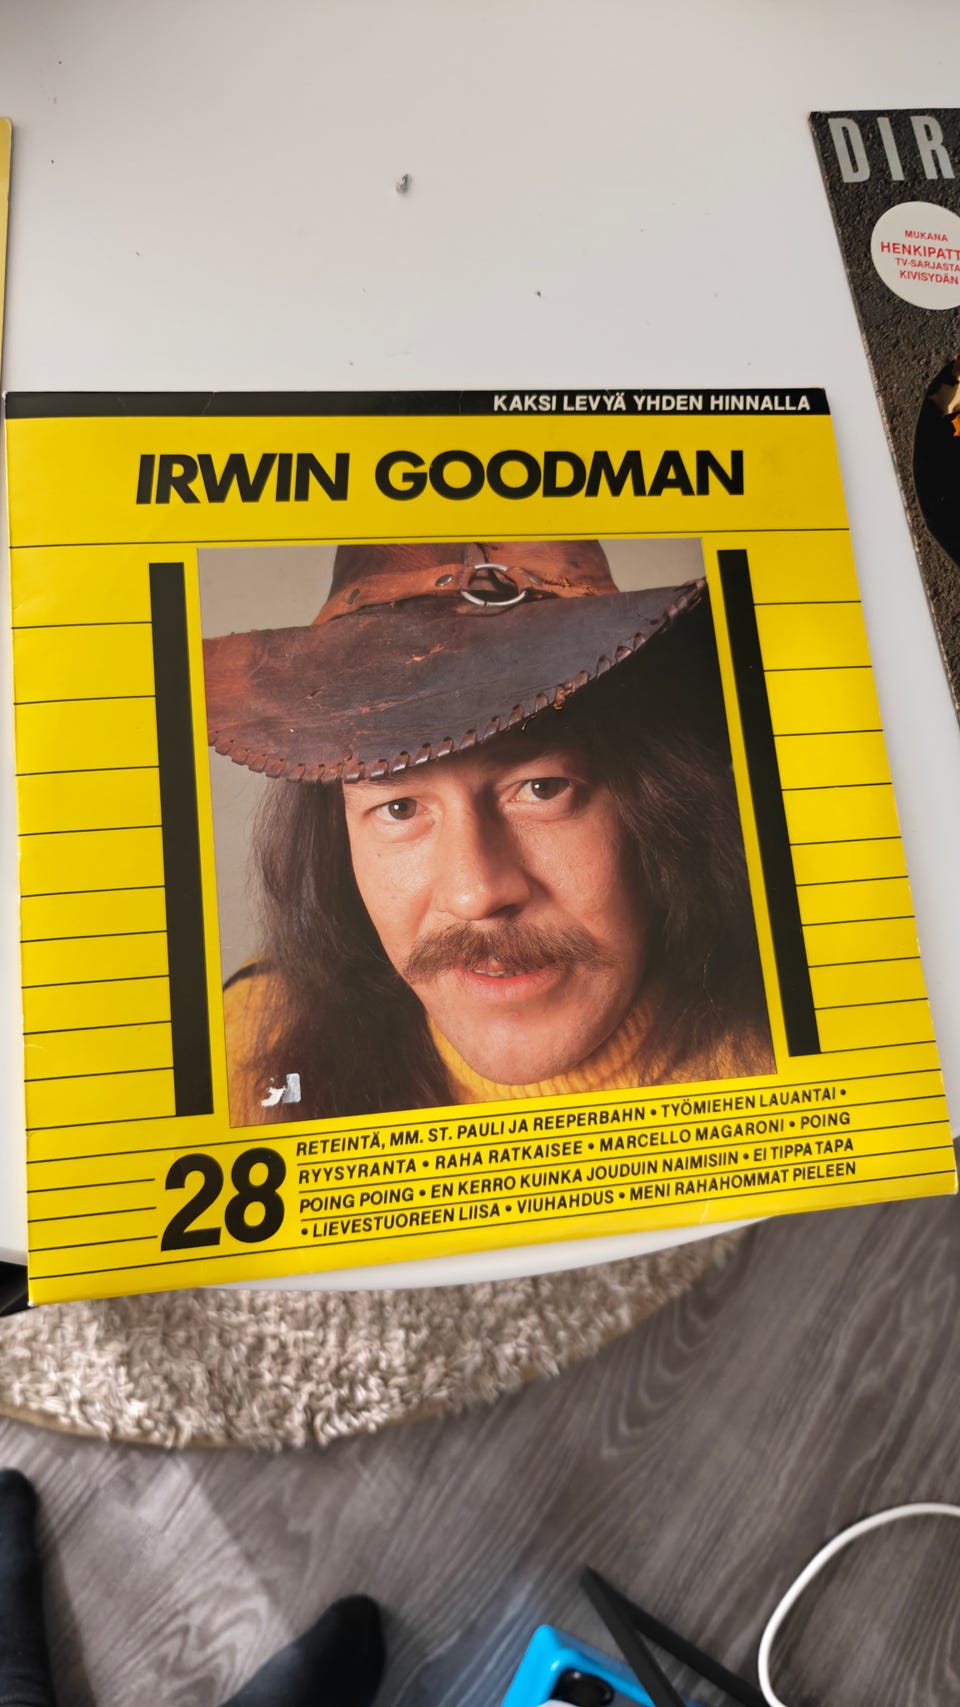 DIR
MUKANA
TV-SARJASTA
KIVISYDÄN
KAKSI LEVYÄ YHDEN HINNALLA
IRWIN GOODMAN
28
RETEINTÄ, MM. ST. PAULI JA REEPERBAHN • TYÖMIEHEN LAUANTAI •
RYYSYRANTA • RAHA RATKAISEE • MARCELLO MAGARONI • POING
POING POING • EN KERRO KUINKA JOUDUIN NAIMISIIN • EI TIPPA TAPA
• LIEVESTUOREEN LIISA • VIUHAHDUS • MENI RAHAHOMMAT PIELEEN